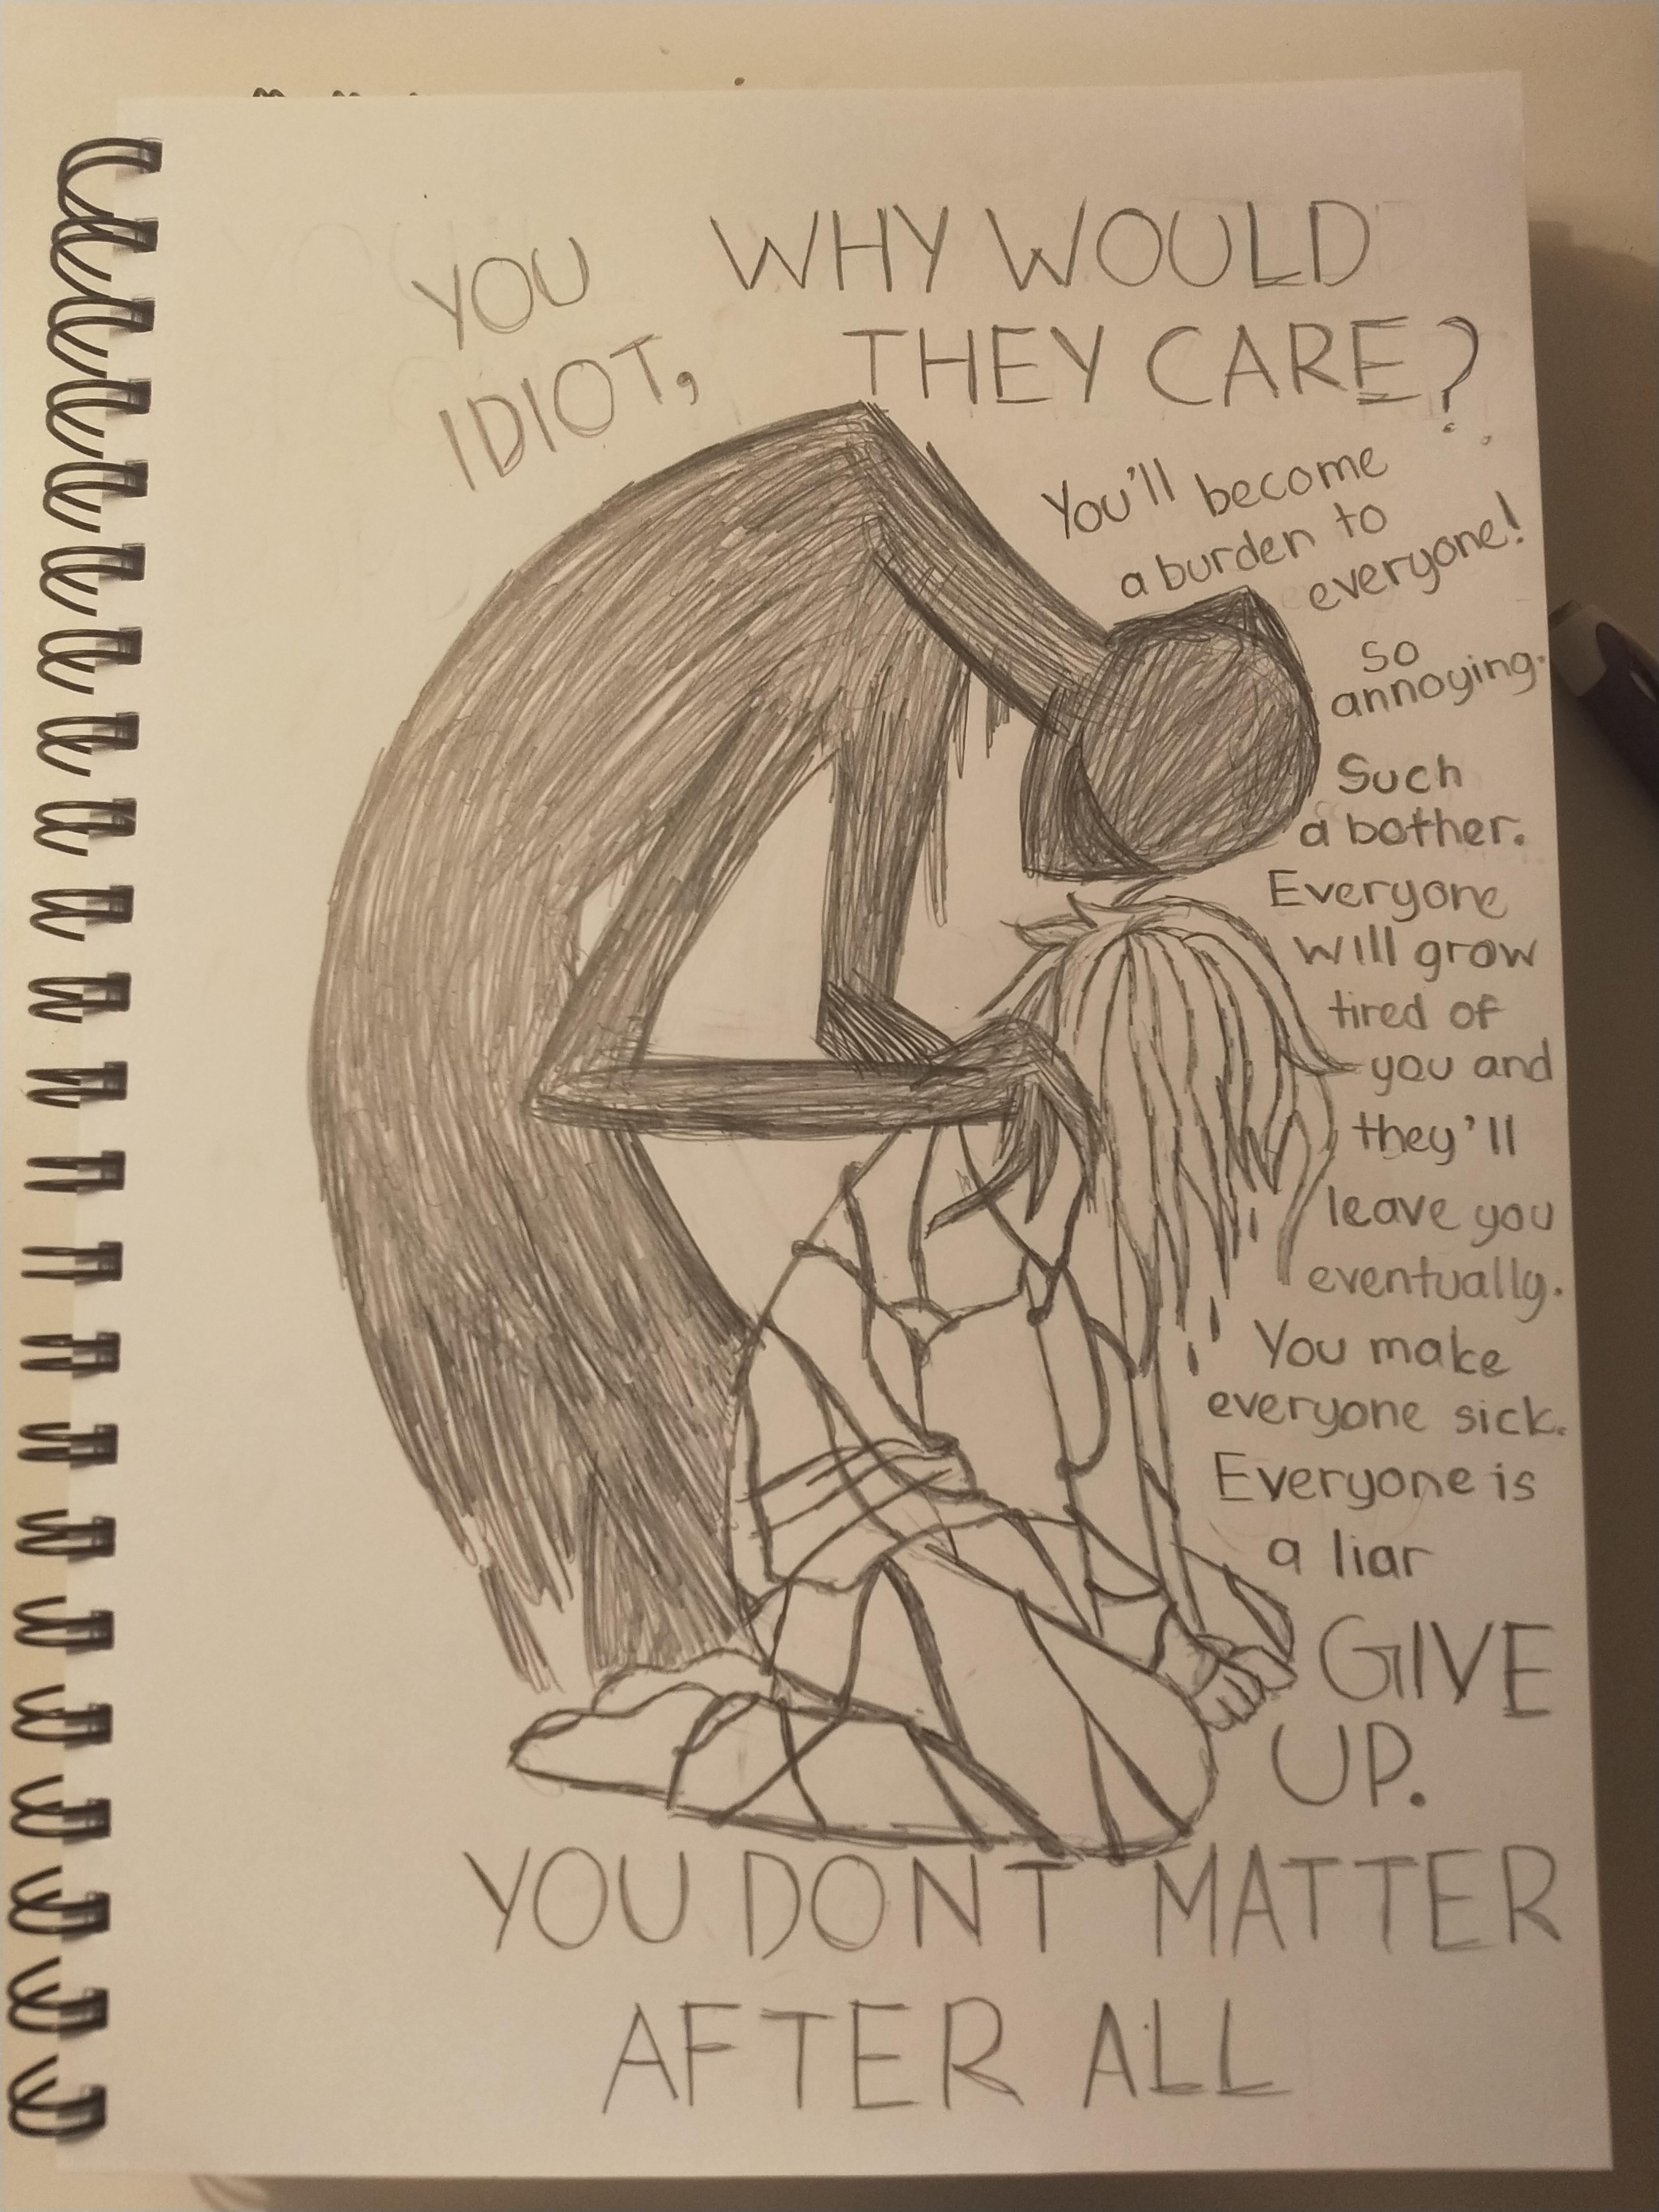 YOU
IDIOT,
WHY WOULD
THEY CARE?
You'll become
a burden to
everyone!
so
annoying.
Such
a bother.
Everyone
will grow
tired of
you and
they'll
leave you
eventually.
You make
everyone sick.
Everyone is
a liar
GIVE
UP.
YOU DONT MATTER
AFTER ALL